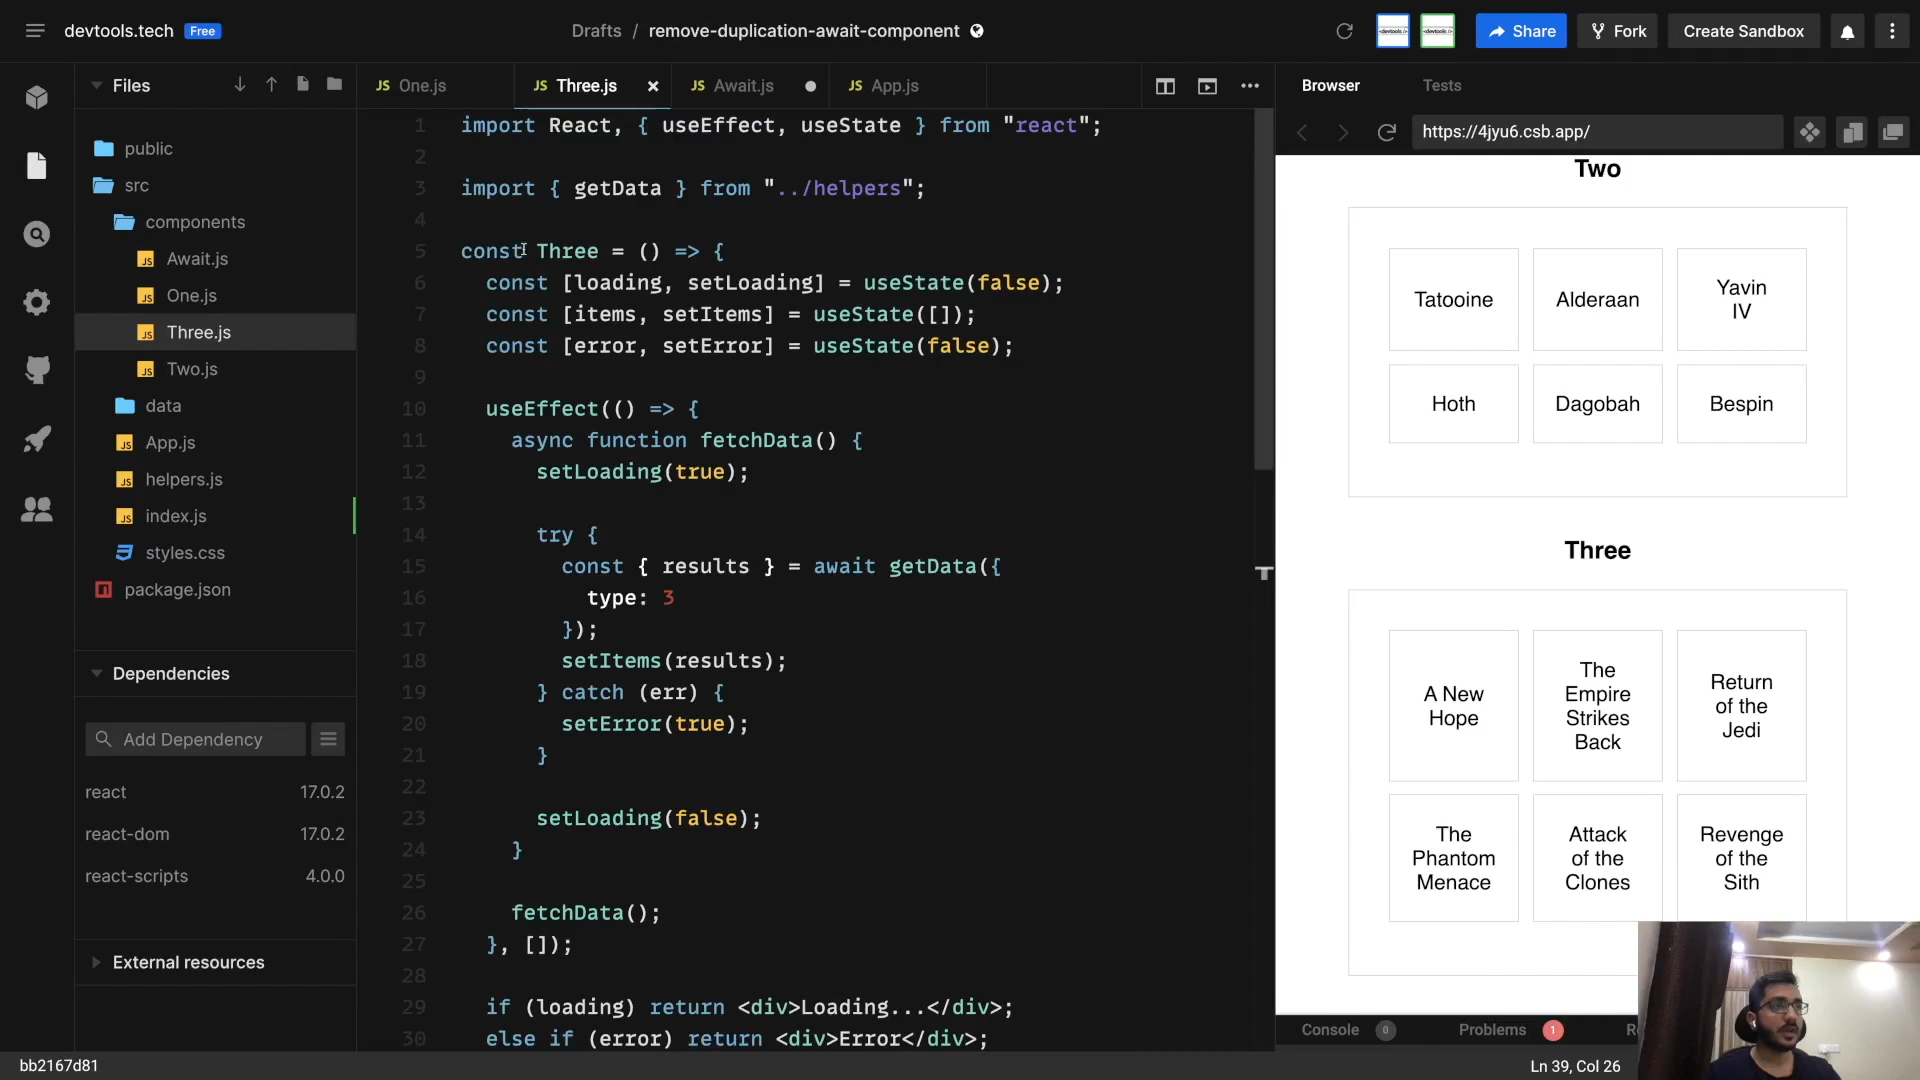 devtools.tech Free
Drafts / remove-duplication-await-component
Share
Fork
Create Sandbox
Files
public
src
components
Await.js
One.js
Three.js
Two.js
data
App.js
helpers.js
index.js
styles.css
package.json
Dependencies
Add Dependency
react 17.0.2
react-dom 17.0.2
react-scripts 4.0.0
External resources
JS One.js
JS Three.js
JS Await.js
JS App.js
1 import React, { useEffect, useState } from "react";
2
3 import { getData } from "../helpers";
4
5 const Three = () => {
6 const [loading, setLoading] = useState(false);
7 const [items, setItems] = useState([]);
8 const [error, setError] = useState(false);
9
10 useEffect(() => {
11 async function fetchData() {
12 setLoading(true);
13
14 try {
15 const { results } = await getData({
16 type: 3
17 });
18 setItems(results);
19 } catch (err) {
20 setError(true);
21 }
22
23 setLoading(false);
24 }
25
26 fetchData();
27 }, []);
28
29 if (loading) return <div>Loading...</div>;
30 else if (error) return <div>Error</div>;
Browser
Tests
https://4jyu6.csb.app/
Two
Tatooine
Alderaan
Yavin
IV
Hoth
Dagobah
Bespin
Three
A New
Hope
The
Empire
Strikes
Back
Return
of the
Jedi
The
Phantom
Menace
Attack
of the
Clones
Revenge
of the
Sith
Console 0
Problems 1
bb2167d81
Ln 39, Col 26